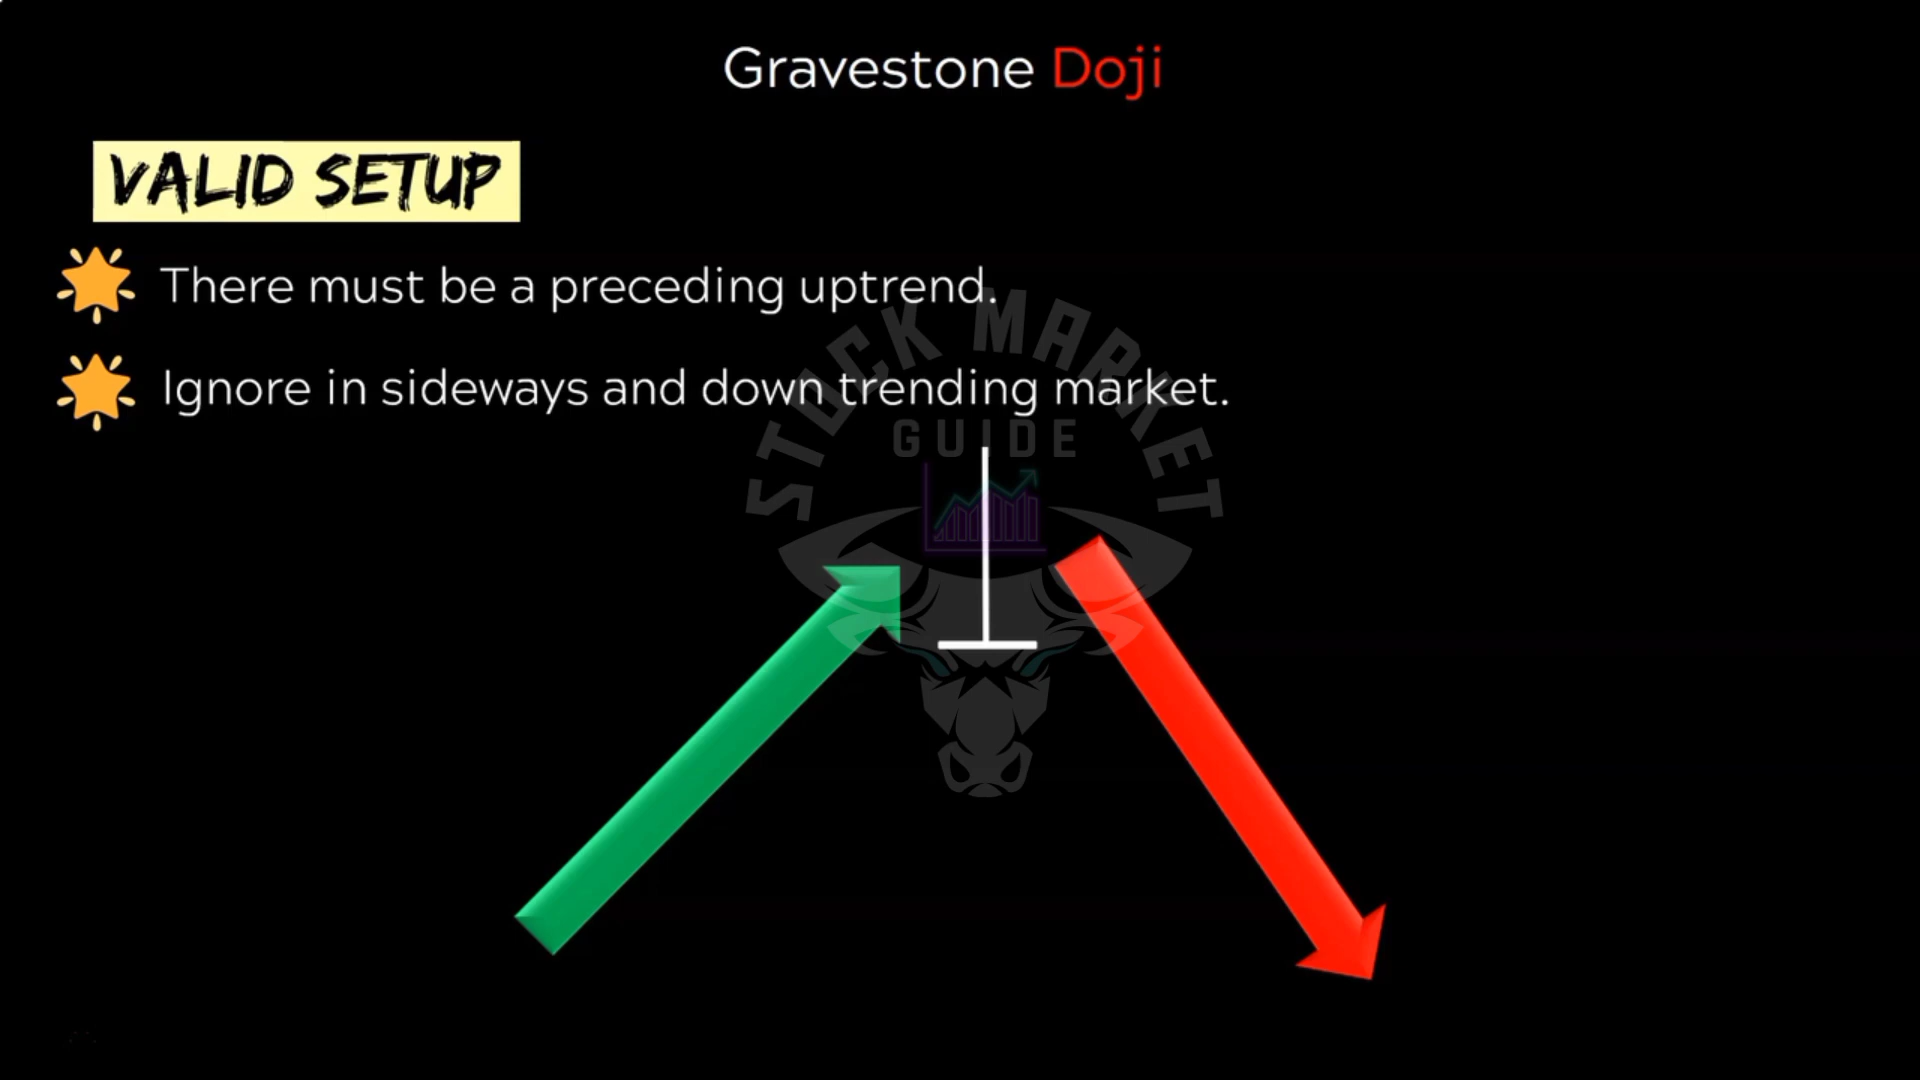 Gravestone Doji
VALID SETUP
There must be a preceding uptrend.
Ignore in sideways and down trending market.
STOCK MARKET
GUIDE